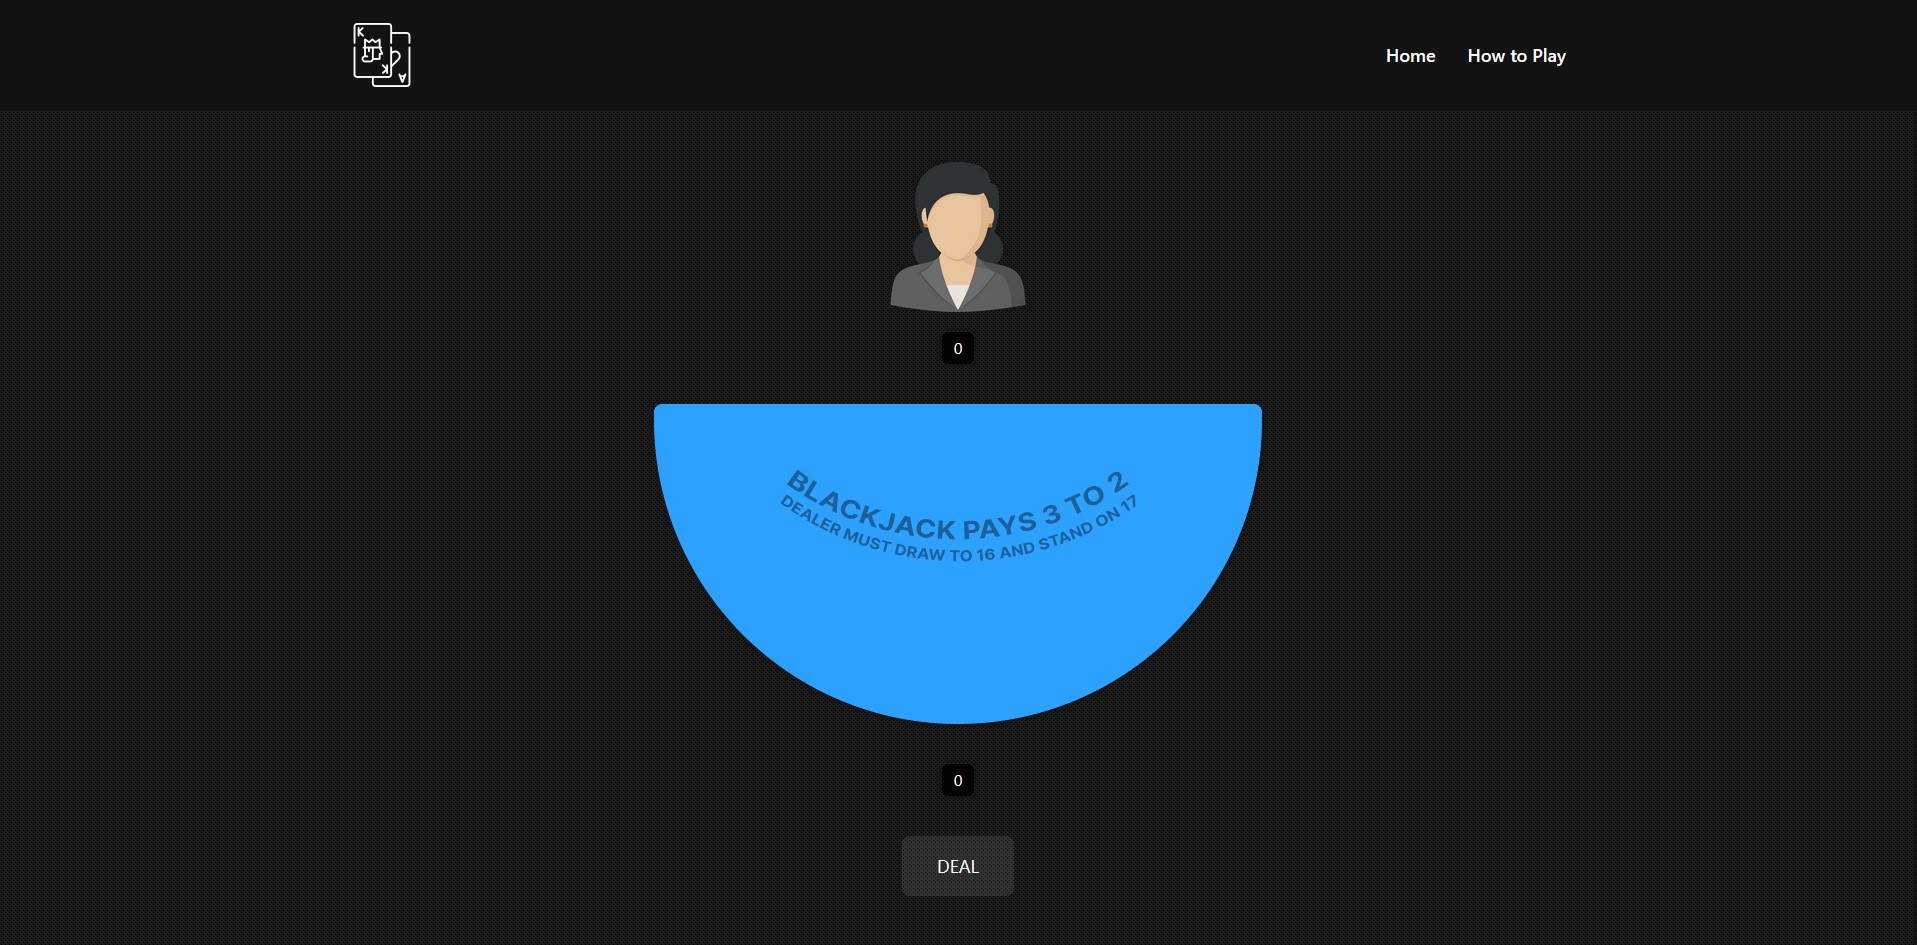 K
K
A
Home
How to Play
0
BLACKJACK PAYS 3 TO 2
DEALER MUST DRAW TO 16 AND STAND ON 17
0
DEAL